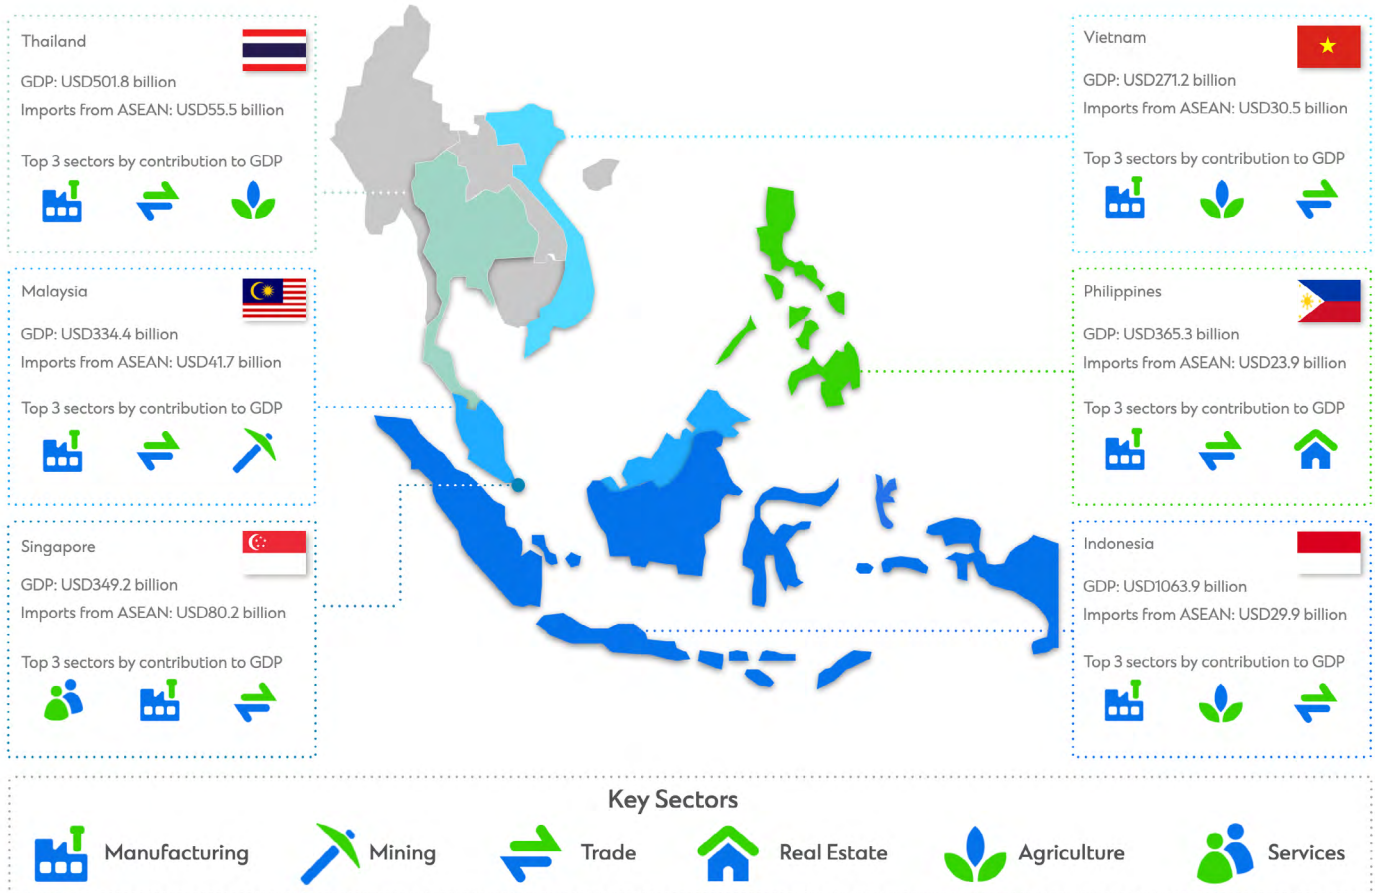 Thailand
GDP: USD501.8 billion
Imports from ASEAN: USD55.5 billion
Top 3 sectors by contribution to GDP
Malaysia
GDP: USD334.4 billion
Imports from ASEAN: USD41.7 billion
Top 3 sectors by contribution to GDP
Singapore
GDP: USD349.2 billion
Imports from ASEAN: USD80.2 billion
Top 3 sectors by contribution to GDP
Vietnam
GDP: USD271.2 billion
Imports from ASEAN: USD30.5 billion
Top 3 sectors by contribution to GDP
Philippines
GDP: USD365.3 billion
Imports from ASEAN: USD23.9 billion
Top 3 sectors by contribution to GDP
Indonesia
GDP: USD1063.9 billion
Imports from ASEAN: USD29.9 billion
Top 3 sectors by contribution to GDP
Key Sectors
Manufacturing
Mining
Trade
Real Estate
Agriculture
Services